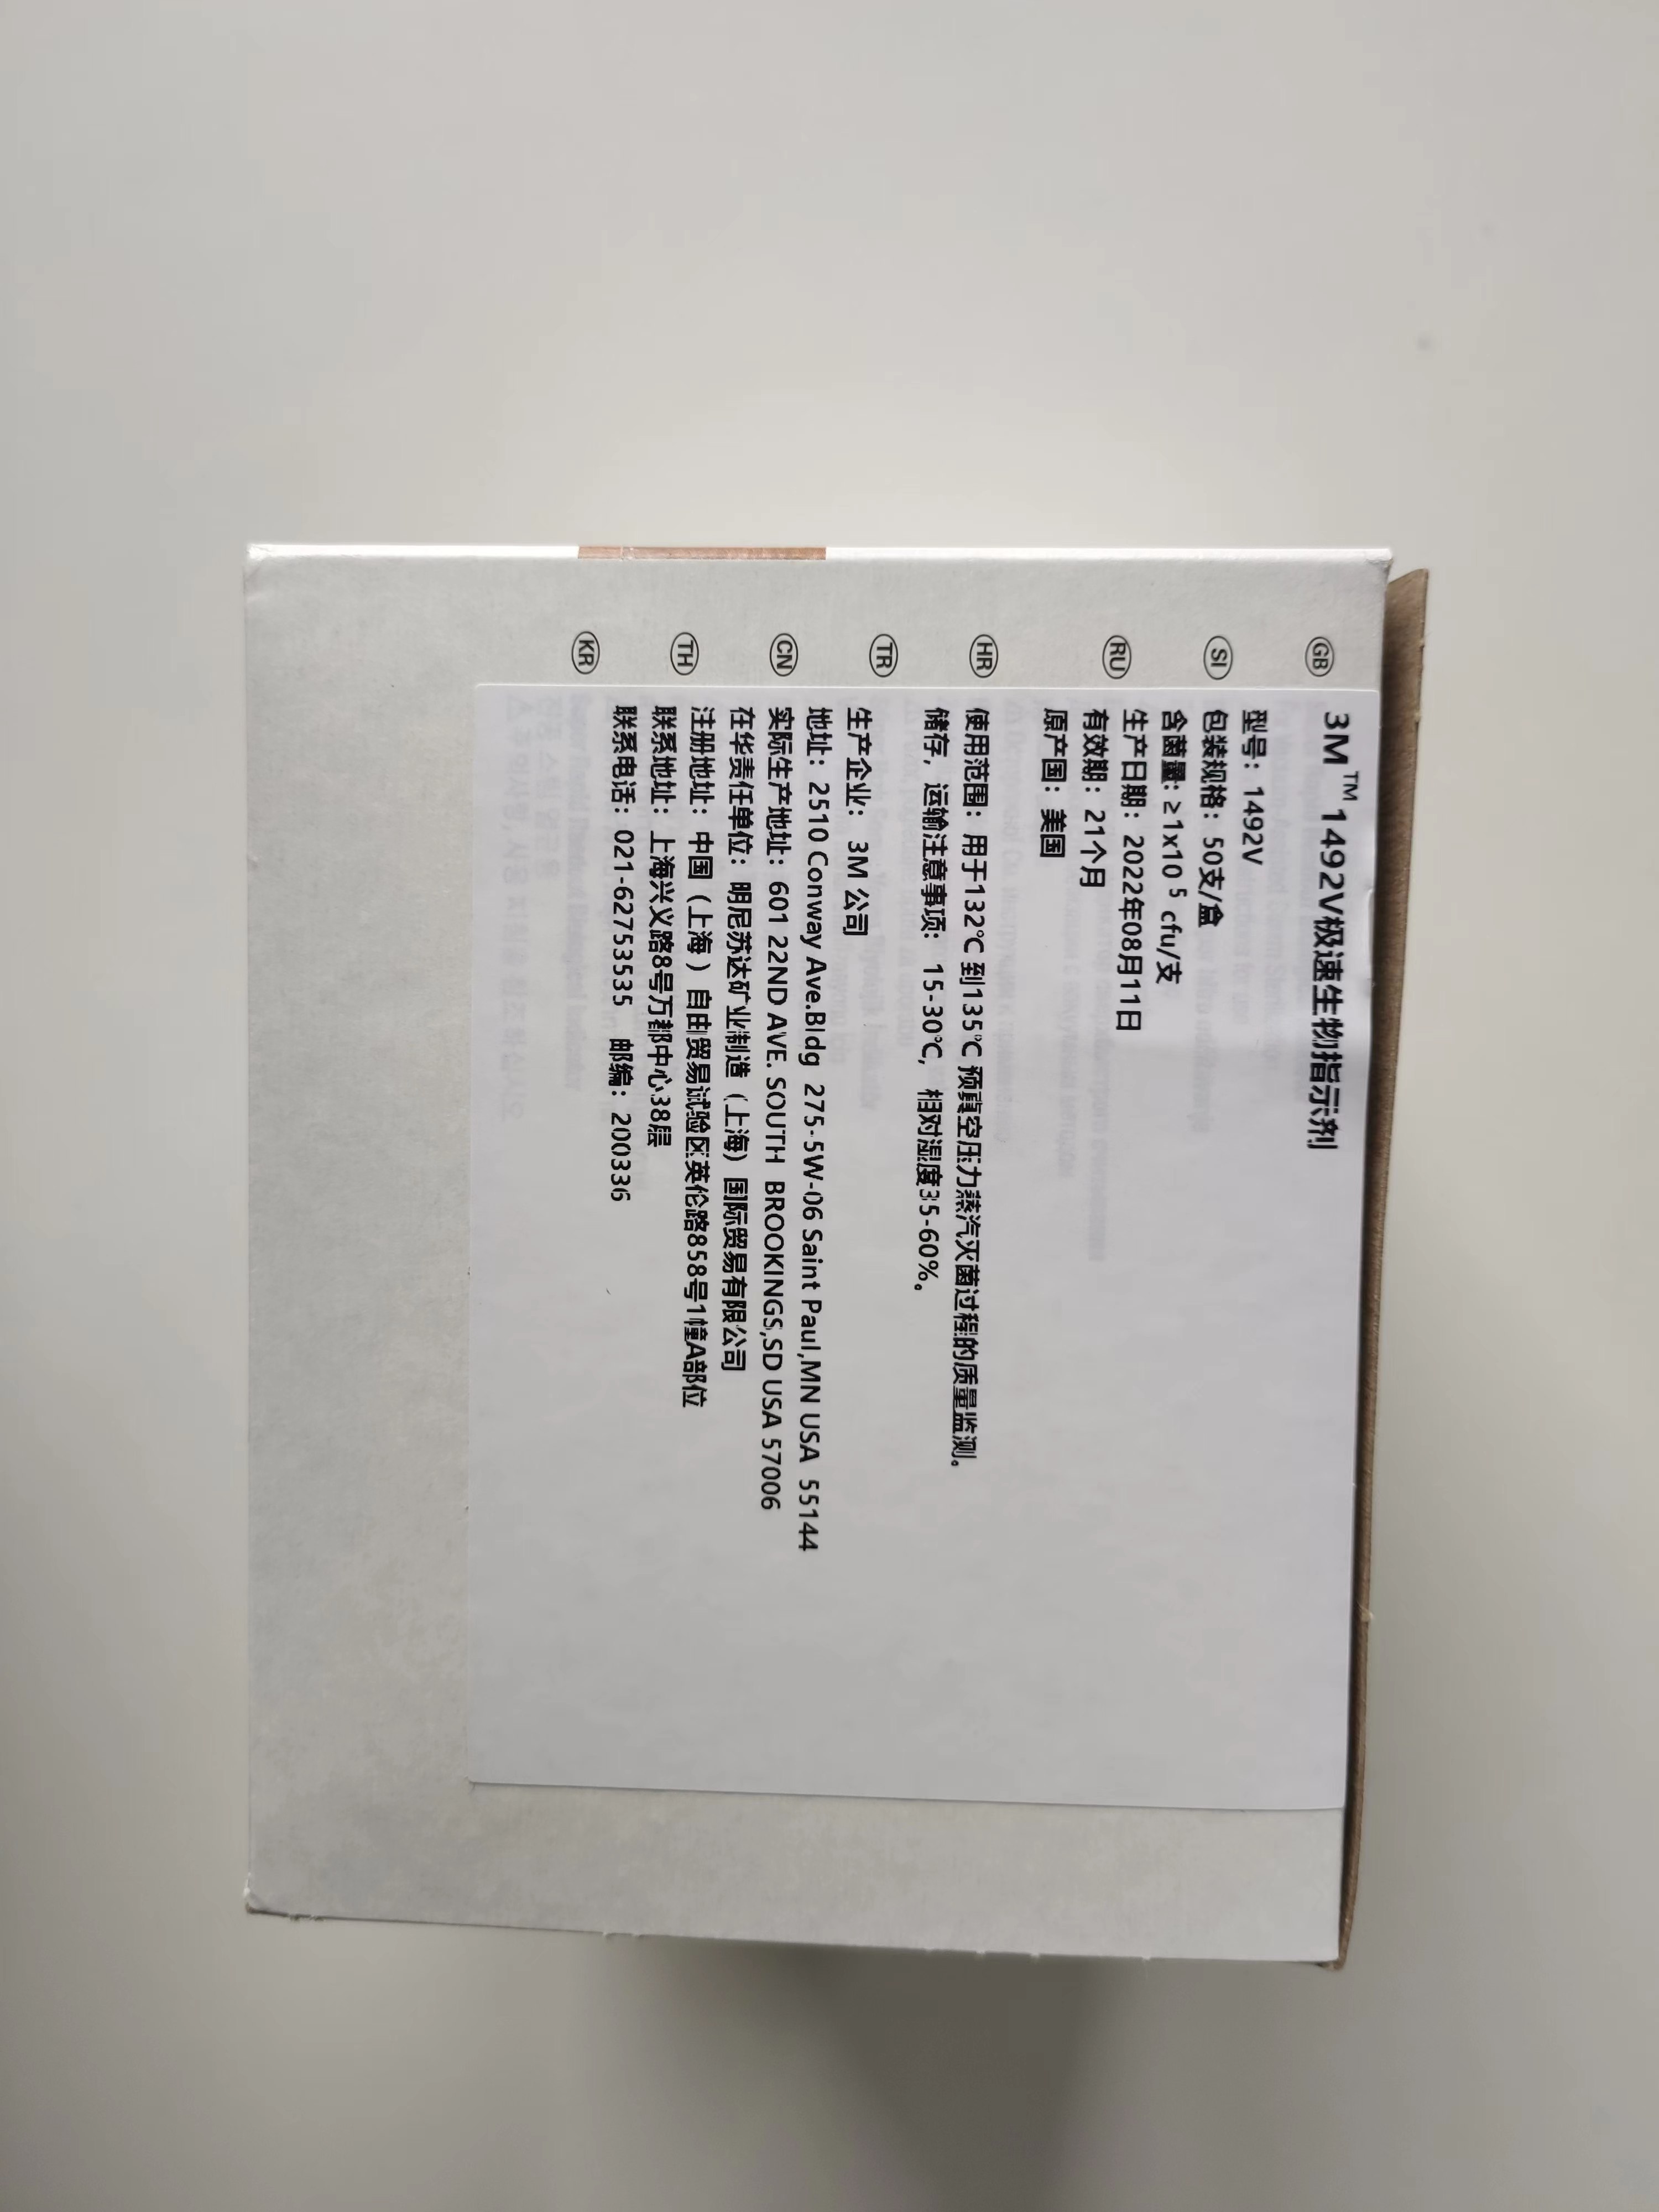 GB
SI
RU
HR
TR
CN
TH
KR
3M™ 1492V极速生物指示剂
型号：1492V
包装规格：50支/盒
含菌量：≥1x10⁵ cfu/支
生产日期：2022年08月11日
有效期：21个月
原产国：美国
使用范围：用于132℃ 到135℃ 预真空压力蒸汽灭菌过程的质量监测。
储存，运输注意事项： 15-30℃，相对湿度35-60%。
生产企业： 3M 公司
地址：2510 Conway Ave.Bldg 275-5W-06 Saint Paul,MN USA 55144
实际生产地址：601 22ND AVE. SOUTH BROOKINGS,SD USA 57006
在华责任单位：明尼苏达矿业制造（上海）国际贸易有限公司
注册地址：中国（上海 ）自由贸易试验区英伦路858号1幢A部位
联系地址：上海兴义路8号万都中心38层
联系电话：021-62753535 邮编：200336